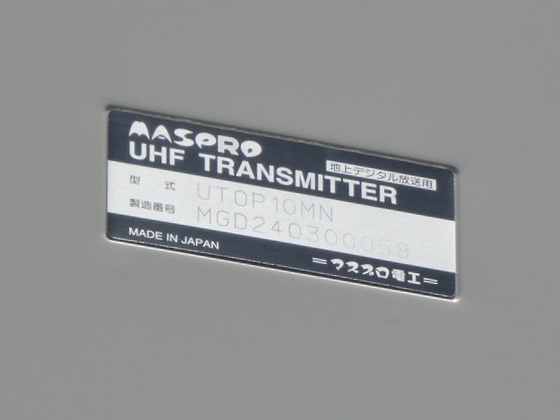 MASPRO
UHF TRANSMITTER 地上デジタル放送用
型 式 UTOP10MN
製造番号 MGD240300058
MADE IN JAPAN
=マスプロ電工=